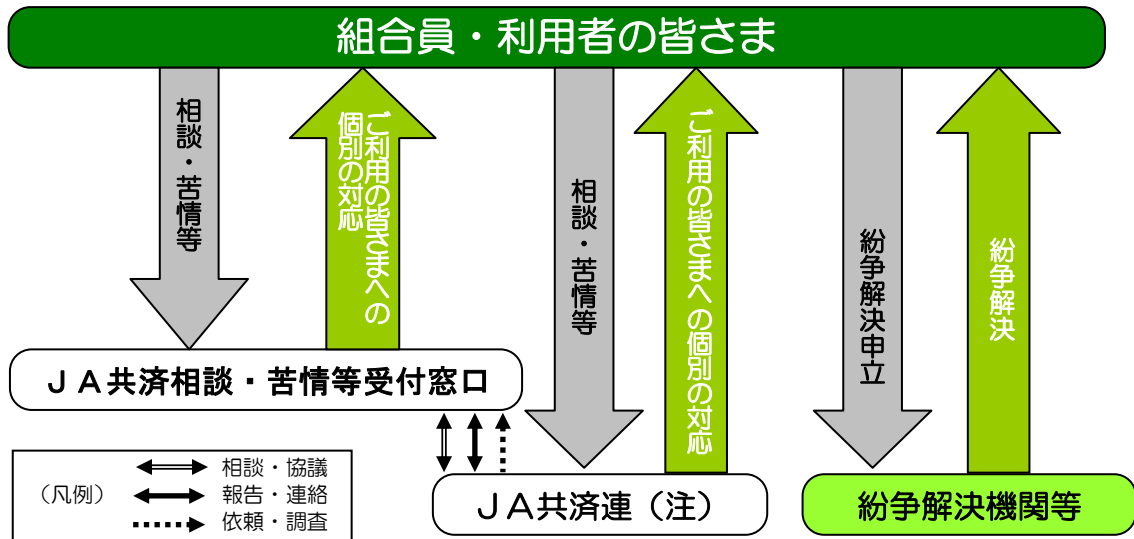 組合員・利用者の皆さま
相談・苦情等
ご利用の皆さまへの
個別の対応
相談・苦情等
ご利用の皆さまへの個別の対応
紛争解決申立
紛争解決
ＪＡ共済相談・苦情等受付窓口
ＪＡ共済連（注）
紛争解決機関等
（凡例）
相談・協議
報告・連絡
依頼・調査